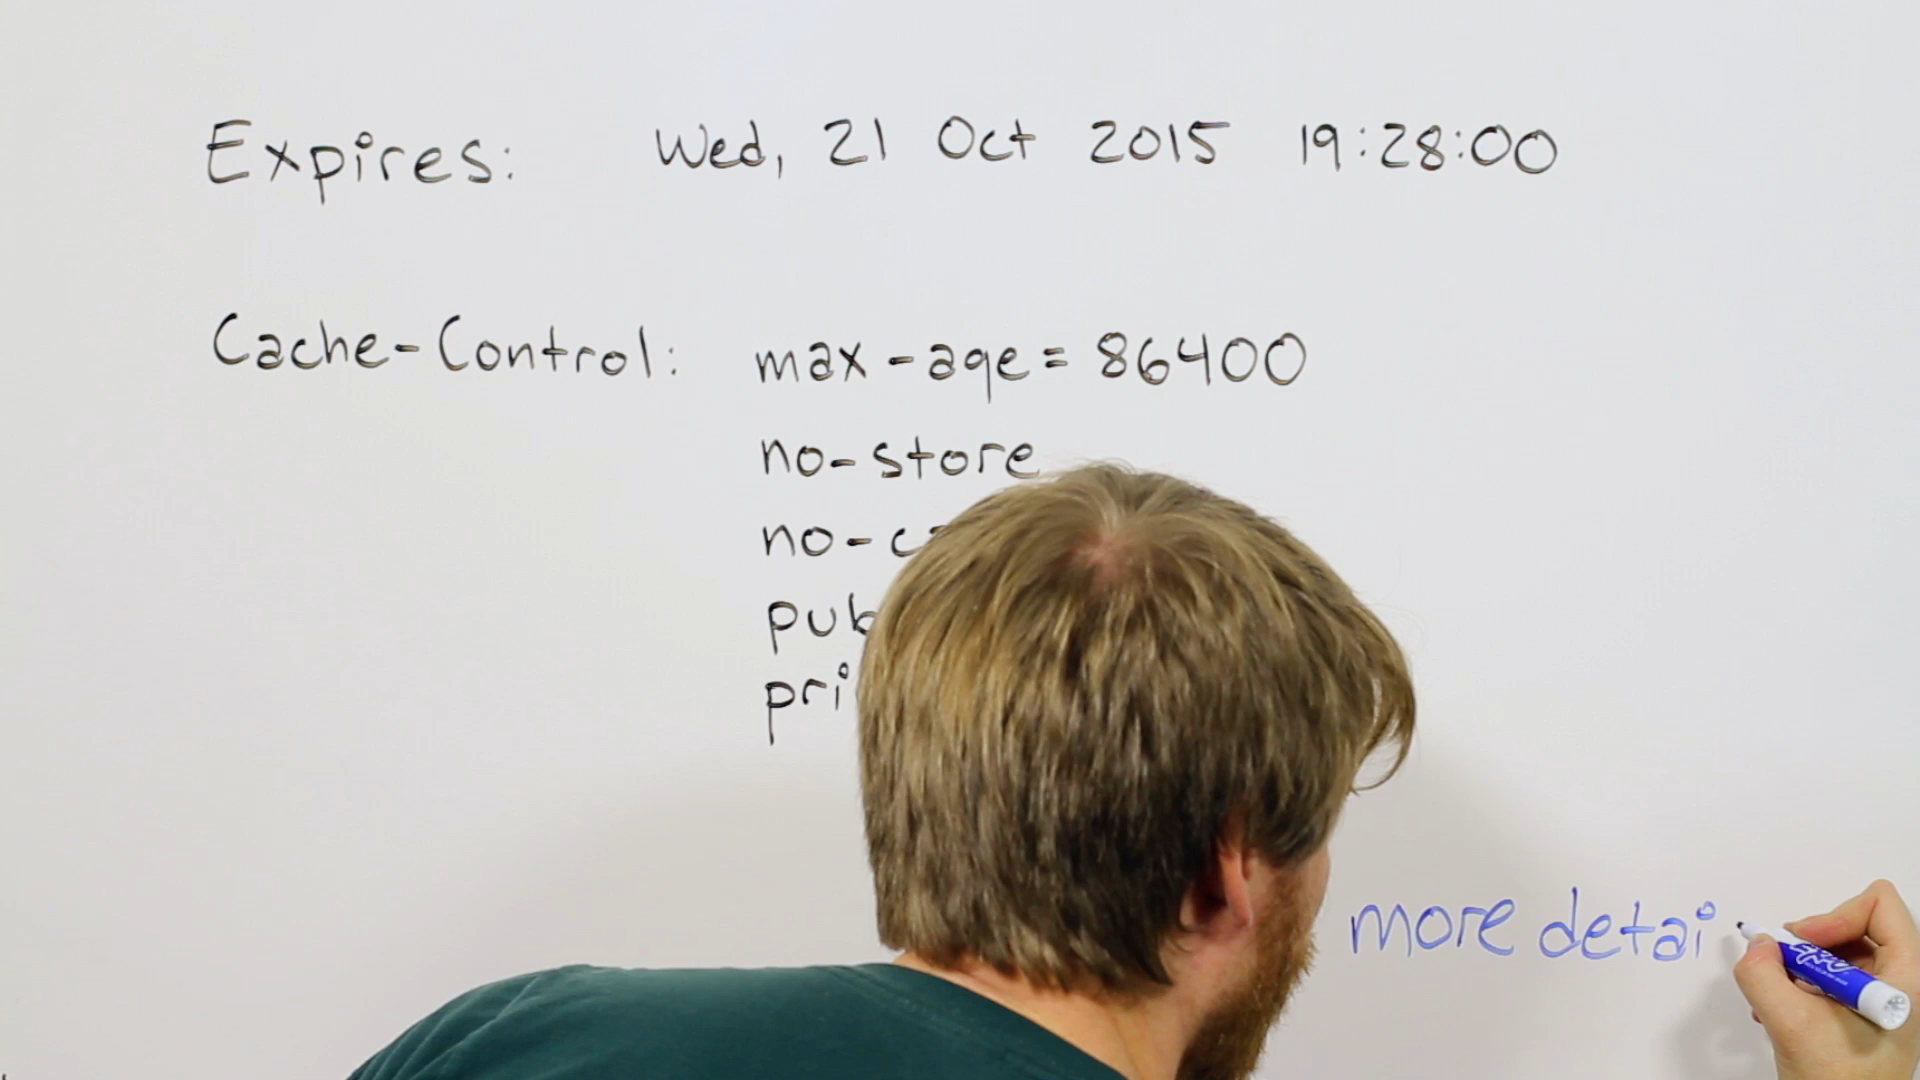 Expires: Wed, 21 Oct 2015 19:28:00
Cache-Control: max-age=86400
no-store
no-c
pub
pri
more detai